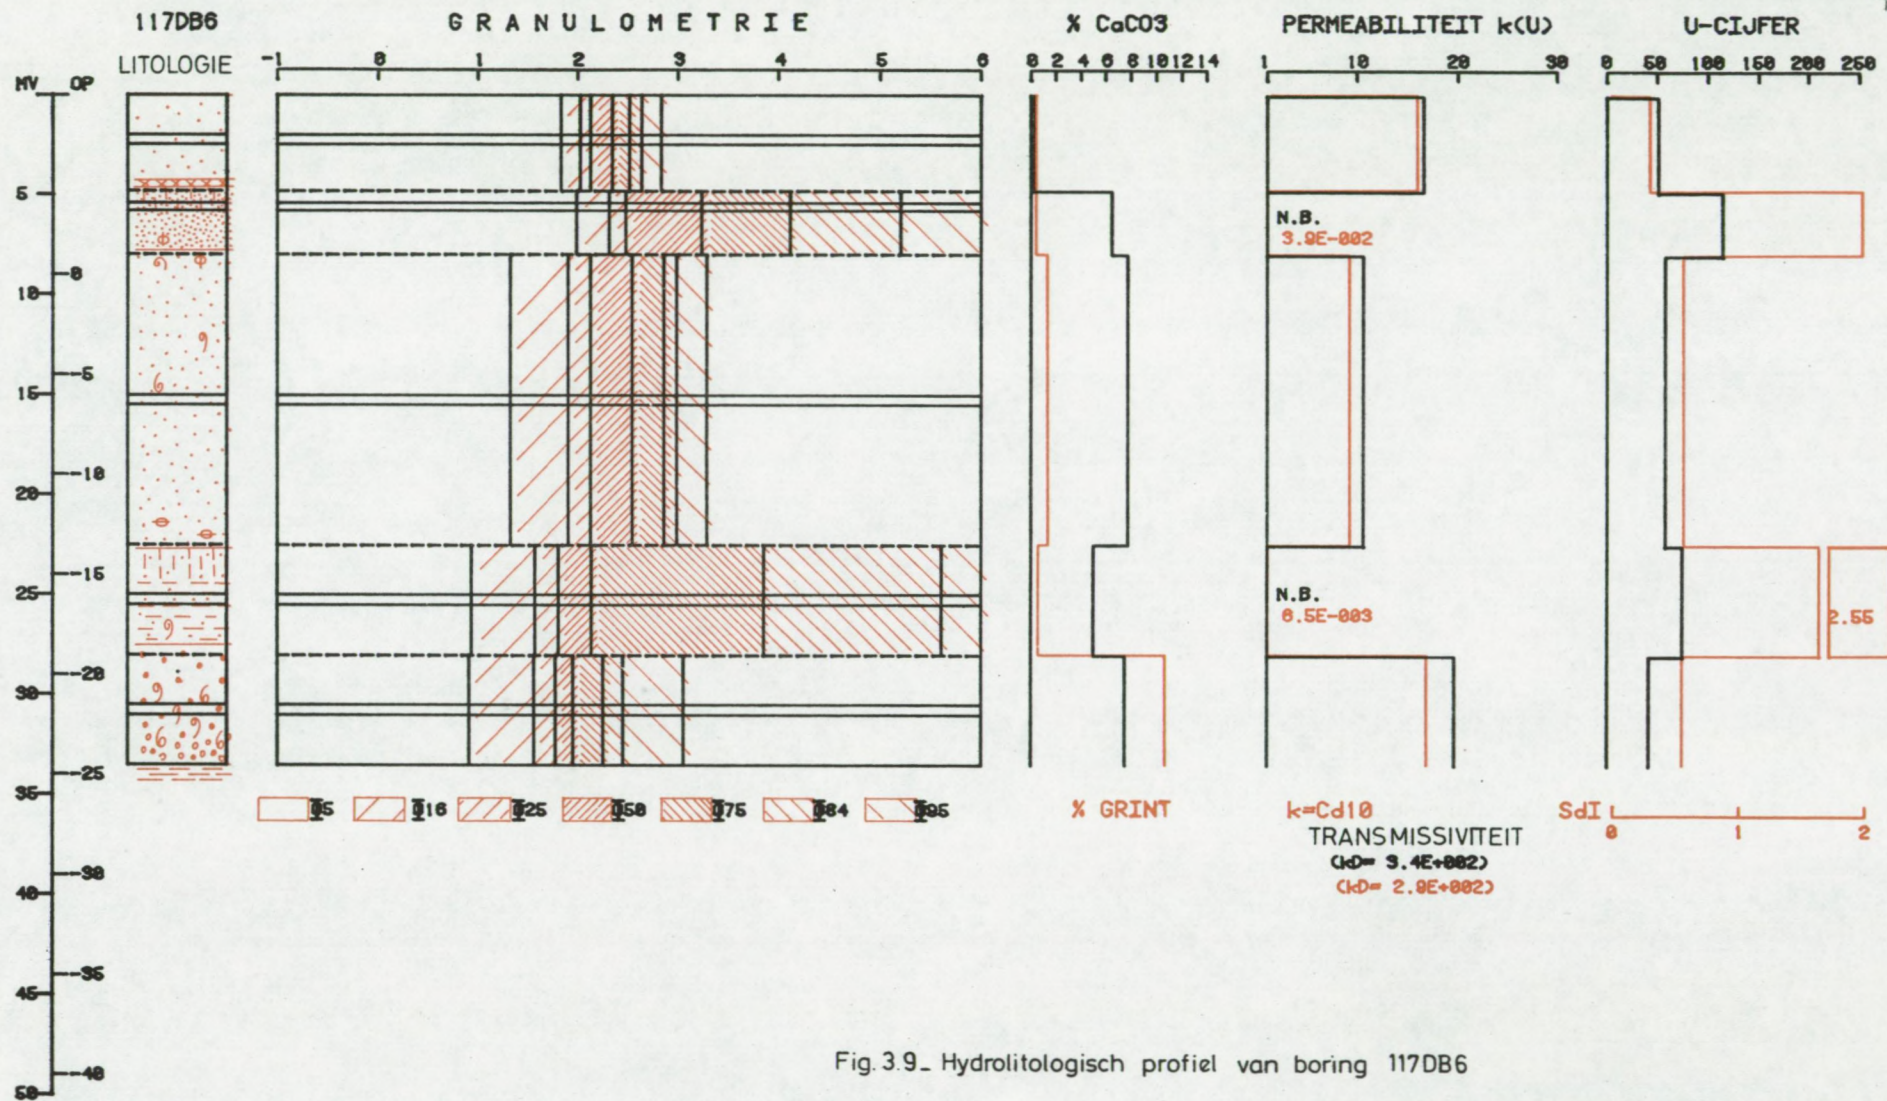 117DB6 GRANULOMETRIE % CaCO3 PERMEABILITEIT k(U) U-CIJFER
LITOLOGIE -1 0 1 2 3 4 5 6 0 2 4 6 8 10 12 14 1 10 20 30 0 50 100 150 200 250
MV OP
5
-0
10
-5
15
-10
20
-15
25
-20
30
-25
35
-30
40
-35
45
-40
50
N.B.
3.9E-002
N.B.
6.5E-003
2.55
Φ5 Φ16 Φ25 Φ50 Φ75 Φ84 Φ95
% GRINT k=Cd10 SdI 0 1 2
TRANSMISSIVITEIT
(kD= 3.4E+002)
(kD= 2.9E+002)
Fig. 3.9_ Hydrolitologisch profiel van boring 117DB6